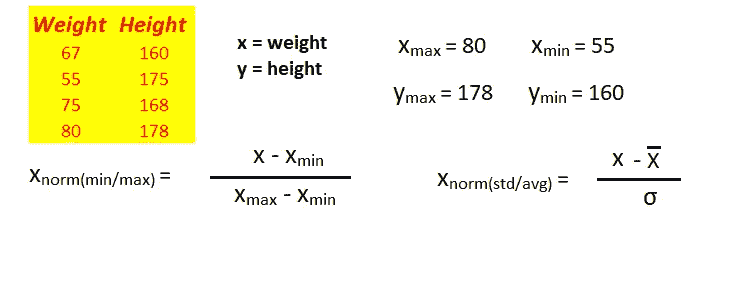 Weight Height
67 160
55 175
75 168
80 178
x = weight
y = height
xmax = 80 xmin = 55
ymax = 178 ymin = 160
xnorm(min/max) =
x - xmin
xmax - xmin
xnorm(std/avg) =
x - x̅
σ